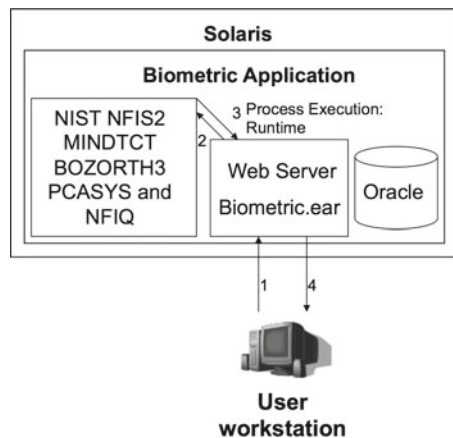 Solaris
Biometric Application
NIST NFIS2
MINDTCT
BOZORTH3
PCASYS and
NFIQ
3 Process Execution:
Runtime
2
Web Server
Biometric.ear
Oracle
1
4
User
workstation